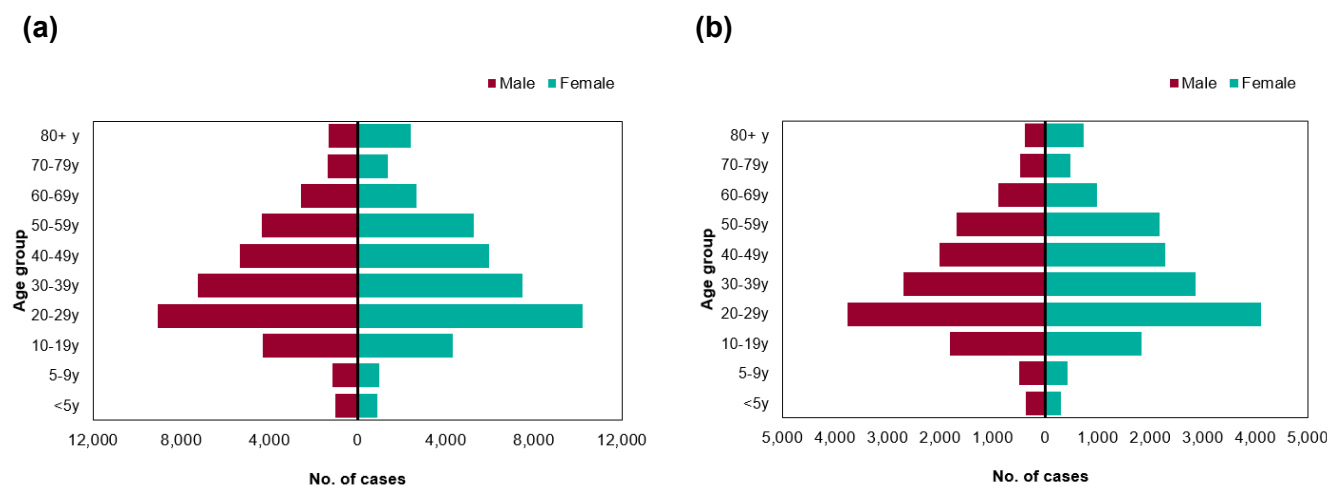 (a)
Male Female
80+ y
70-79y
60-69y
50-59y
40-49y
30-39y
20-29y
10-19y
5-9y
<5y
Age group
12,000 8,000 4,000 0 4,000 8,000 12,000
No. of cases
(b)
Male Female
80+ y
70-79y
60-69y
50-59y
40-49y
30-39y
20-29y
10-19y
5-9y
<5y
Age group
5,000 4,000 3,000 2,000 1,000 0 1,000 2,000 3,000 4,000 5,000
No. of cases